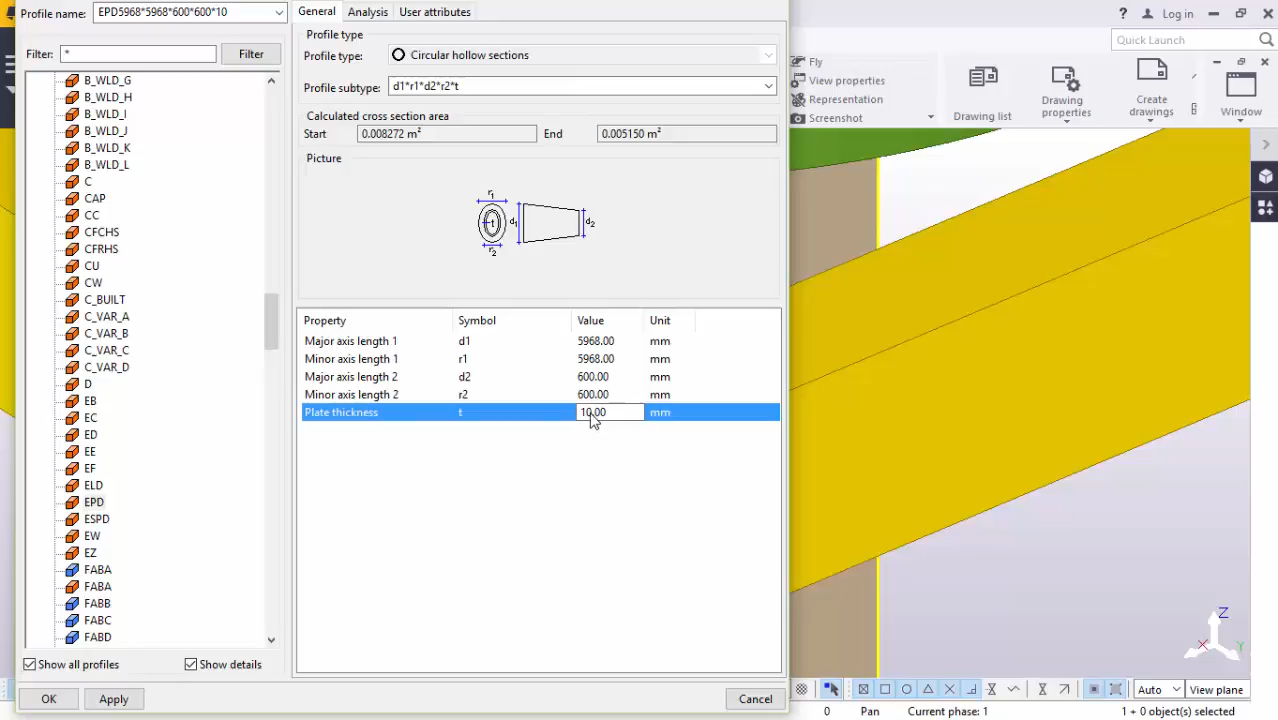 Profile name: EPD5968*5968*600*600*10
General Analysis User attributes
? Log in
Filter: * Filter
Quick Launch
B_WLD_G
B_WLD_H
B_WLD_I
B_WLD_J
B_WLD_K
B_WLD_L
C
CAP
CC
CFCHS
CFRHS
CU
CW
C_BUILT
C_VAR_A
C_VAR_B
C_VAR_C
C_VAR_D
D
EB
EC
ED
EE
EF
ELD
EPD
ESPD
EW
EZ
FABA
FABA
FABB
FABC
FABD
Show all profiles Show details
OK Apply Cancel
Profile type
Profile type: Circular hollow sections
Profile subtype: d1*r1*d2*r2*t
Calculated cross section area
Start 0.008272 m² End 0.005150 m²
Picture
r1
t d1 d2
r2
Property Symbol Value Unit
Major axis length 1 d1 5968.00 mm
Minor axis length 1 r1 5968.00 mm
Major axis length 2 d2 600.00 mm
Minor axis length 2 r2 600.00 mm
Plate thickness t 10.00 mm
Fly
View properties
Representation
Screenshot
Drawing list
Drawing properties
Create drawings
Window
Z
X Y
Auto View plane
0 Pan Current phase: 1 1 + 0 object(s) selected